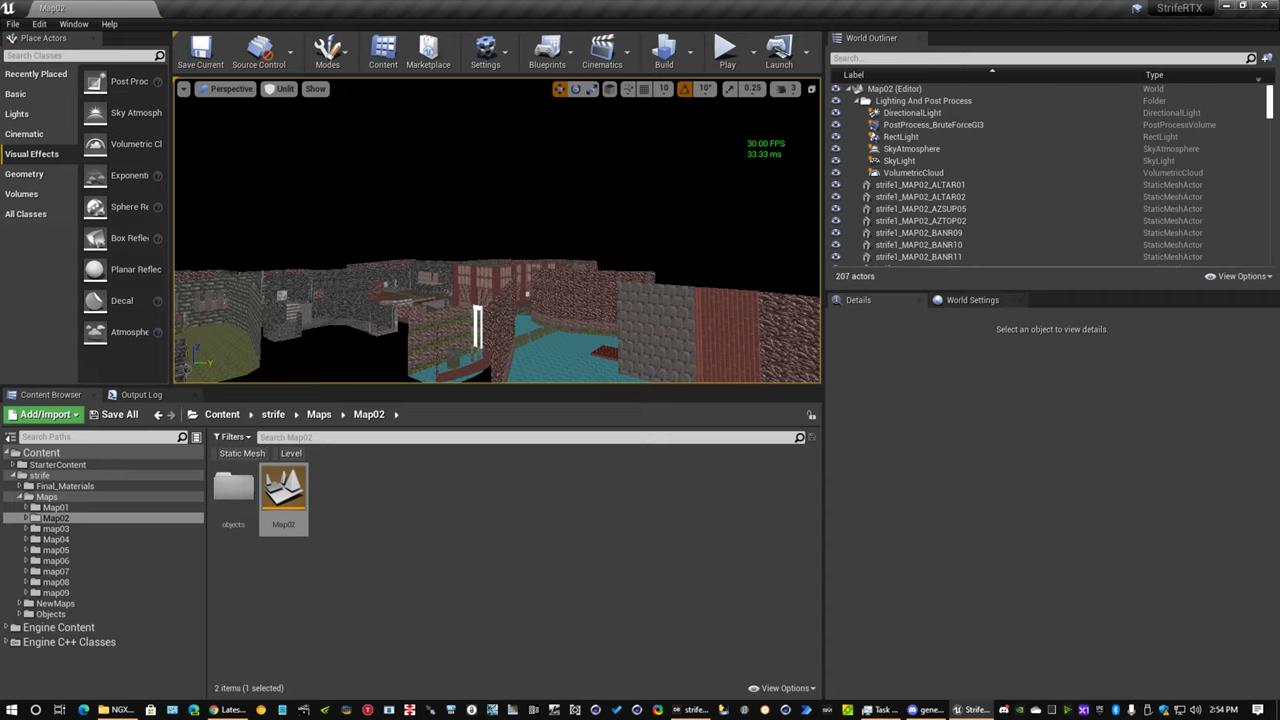 Map02
StrifeRTX
File Edit Window Help
Place Actors
Search Classes
Recently Placed
Basic
Lights
Cinematic
Visual Effects
Geometry
Volumes
All Classes
Post Proc
Sky Atmosph
Volumetric Cl
Exponenti
Sphere Re
Box Reflec
Planar Reflec
Decal
Atmosphe
Save Current Source Control Modes Content Marketplace Settings Blueprints Cinematics Build Play Launch
Perspective Unlit Show
10 10° 0.25 3
30.00 FPS
33.33 ms
Z
Y
World Outliner
Search...
Label Type
Map02 (Editor) World
Lighting And Post Process Folder
DirectionalLight DirectionalLight
PostProcess_BruteForceGI3 PostProcessVolume
RectLight RectLight
SkyAtmosphere SkyAtmosphere
SkyLight SkyLight
VolumetricCloud VolumetricCloud
strife1_MAP02_ALTAR01 StaticMeshActor
strife1_MAP02_ALTAR02 StaticMeshActor
strife1_MAP02_AZSUP05 StaticMeshActor
strife1_MAP02_AZTOP02 StaticMeshActor
strife1_MAP02_BANR09 StaticMeshActor
strife1_MAP02_BANR10 StaticMeshActor
strife1_MAP02_BANR11 StaticMeshActor
207 actors View Options
Details World Settings
Select an object to view details.
Content Browser Output Log
Add/Import Save All Content strife Maps Map02
Search Paths
Filters Search Map02
Static Mesh Level
Content
StarterContent
strife
Final_Materials
Maps
Map01
Map02
map03
Map04
map05
map06
map07
map08
map09
NewMaps
Objects
Engine Content
Engine C++ Classes
objects Map02
2 items (1 selected) View Options
NGX... Lates... strife... Task ... gene... Strife... 2:54 PM